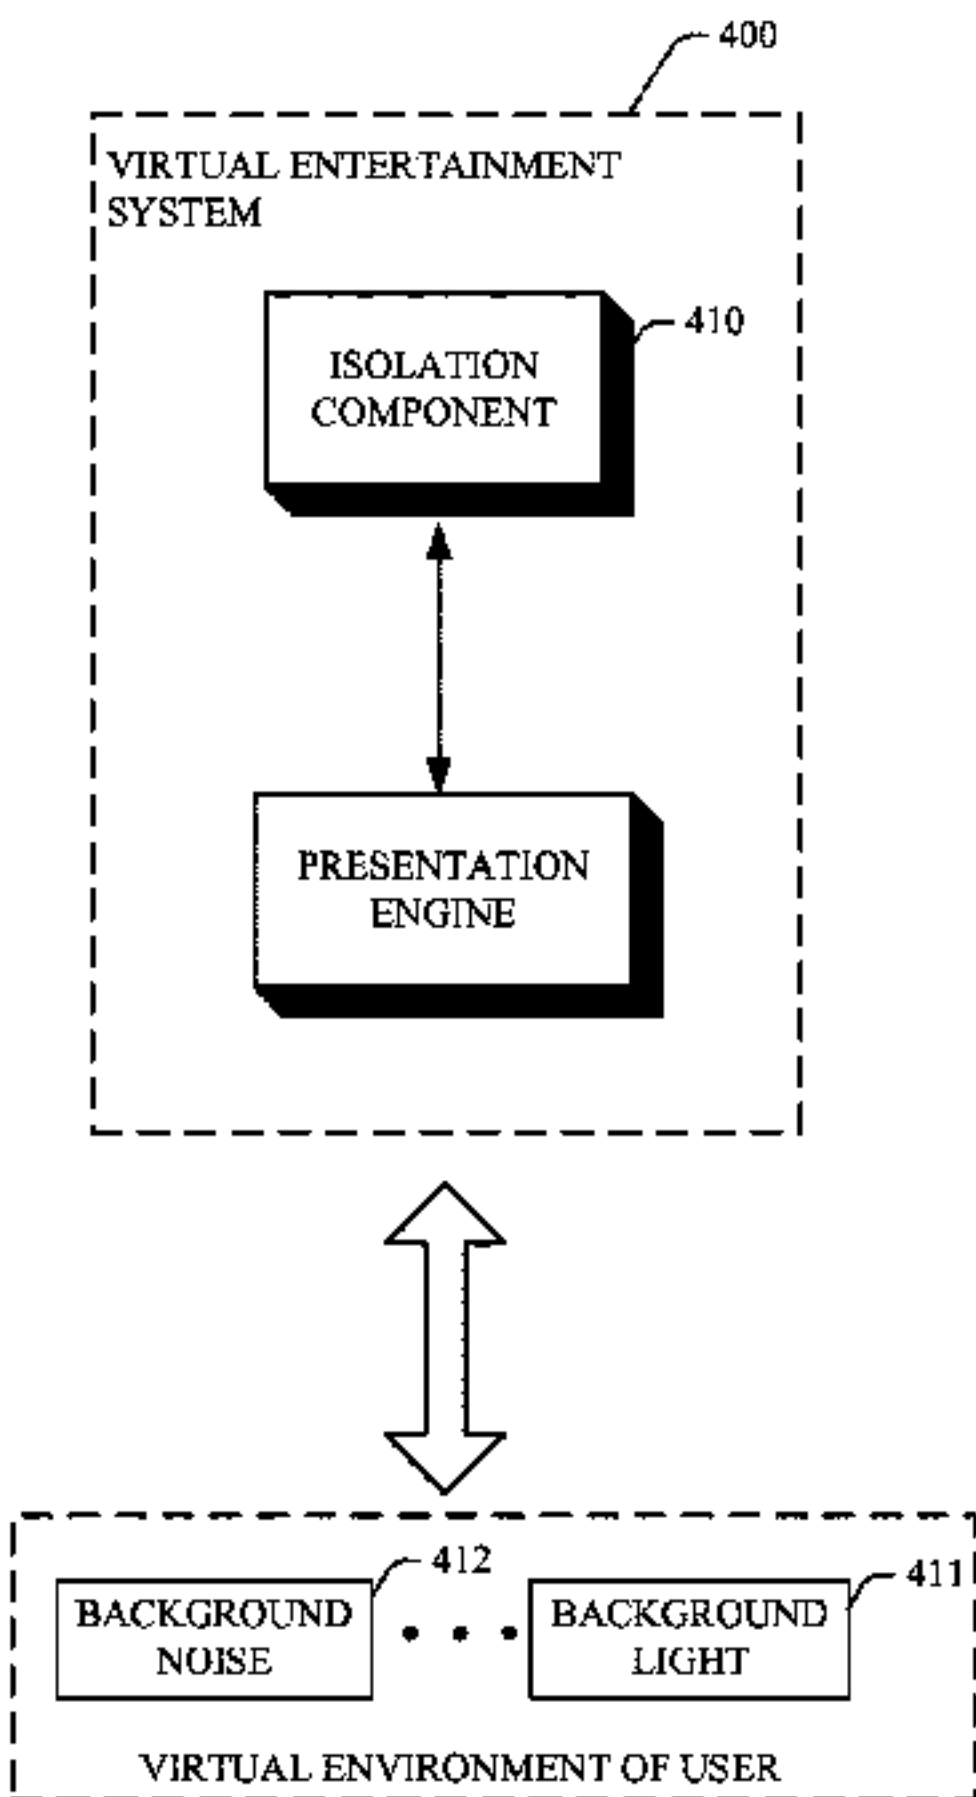 400
VIRTUAL ENTERTAINMENT
SYSTEM
410
ISOLATION
COMPONENT
PRESENTATION
ENGINE
412
411
BACKGROUND
NOISE
BACKGROUND
LIGHT
VIRTUAL ENVIRONMENT OF USER